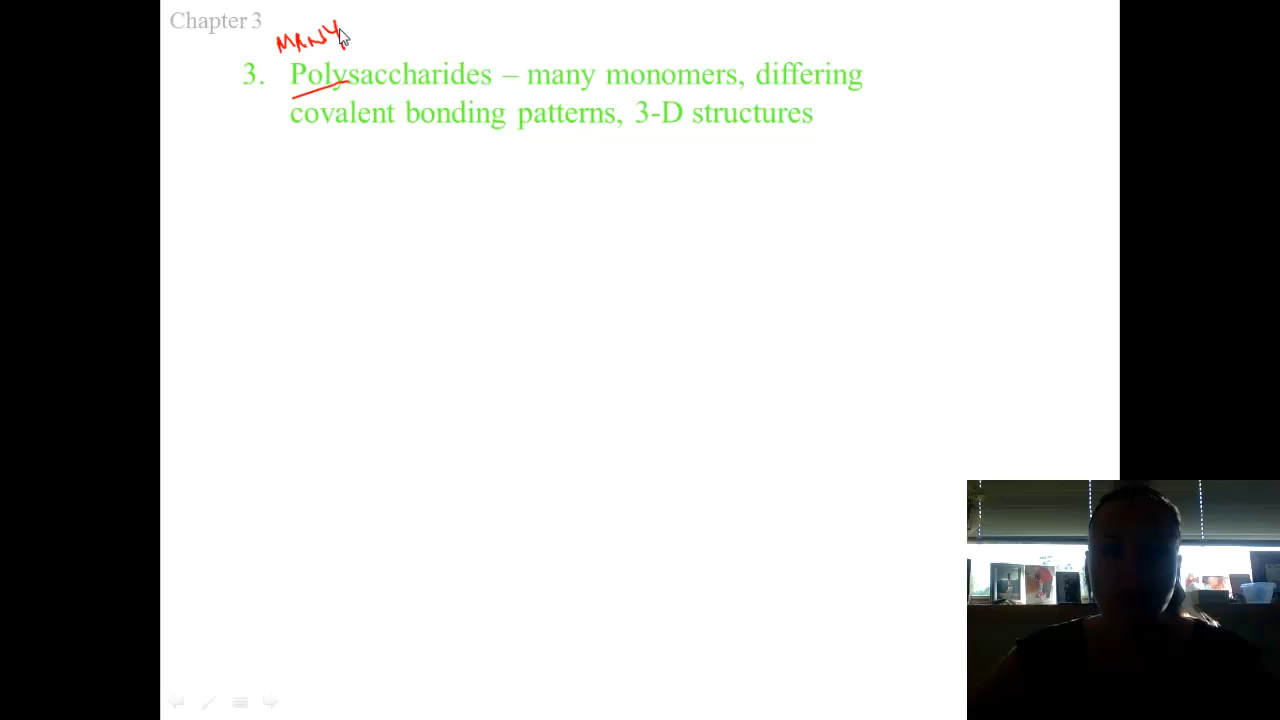 Chapter 3
MANY
3. Polysaccharides – many monomers, differing
covalent bonding patterns, 3-D structures